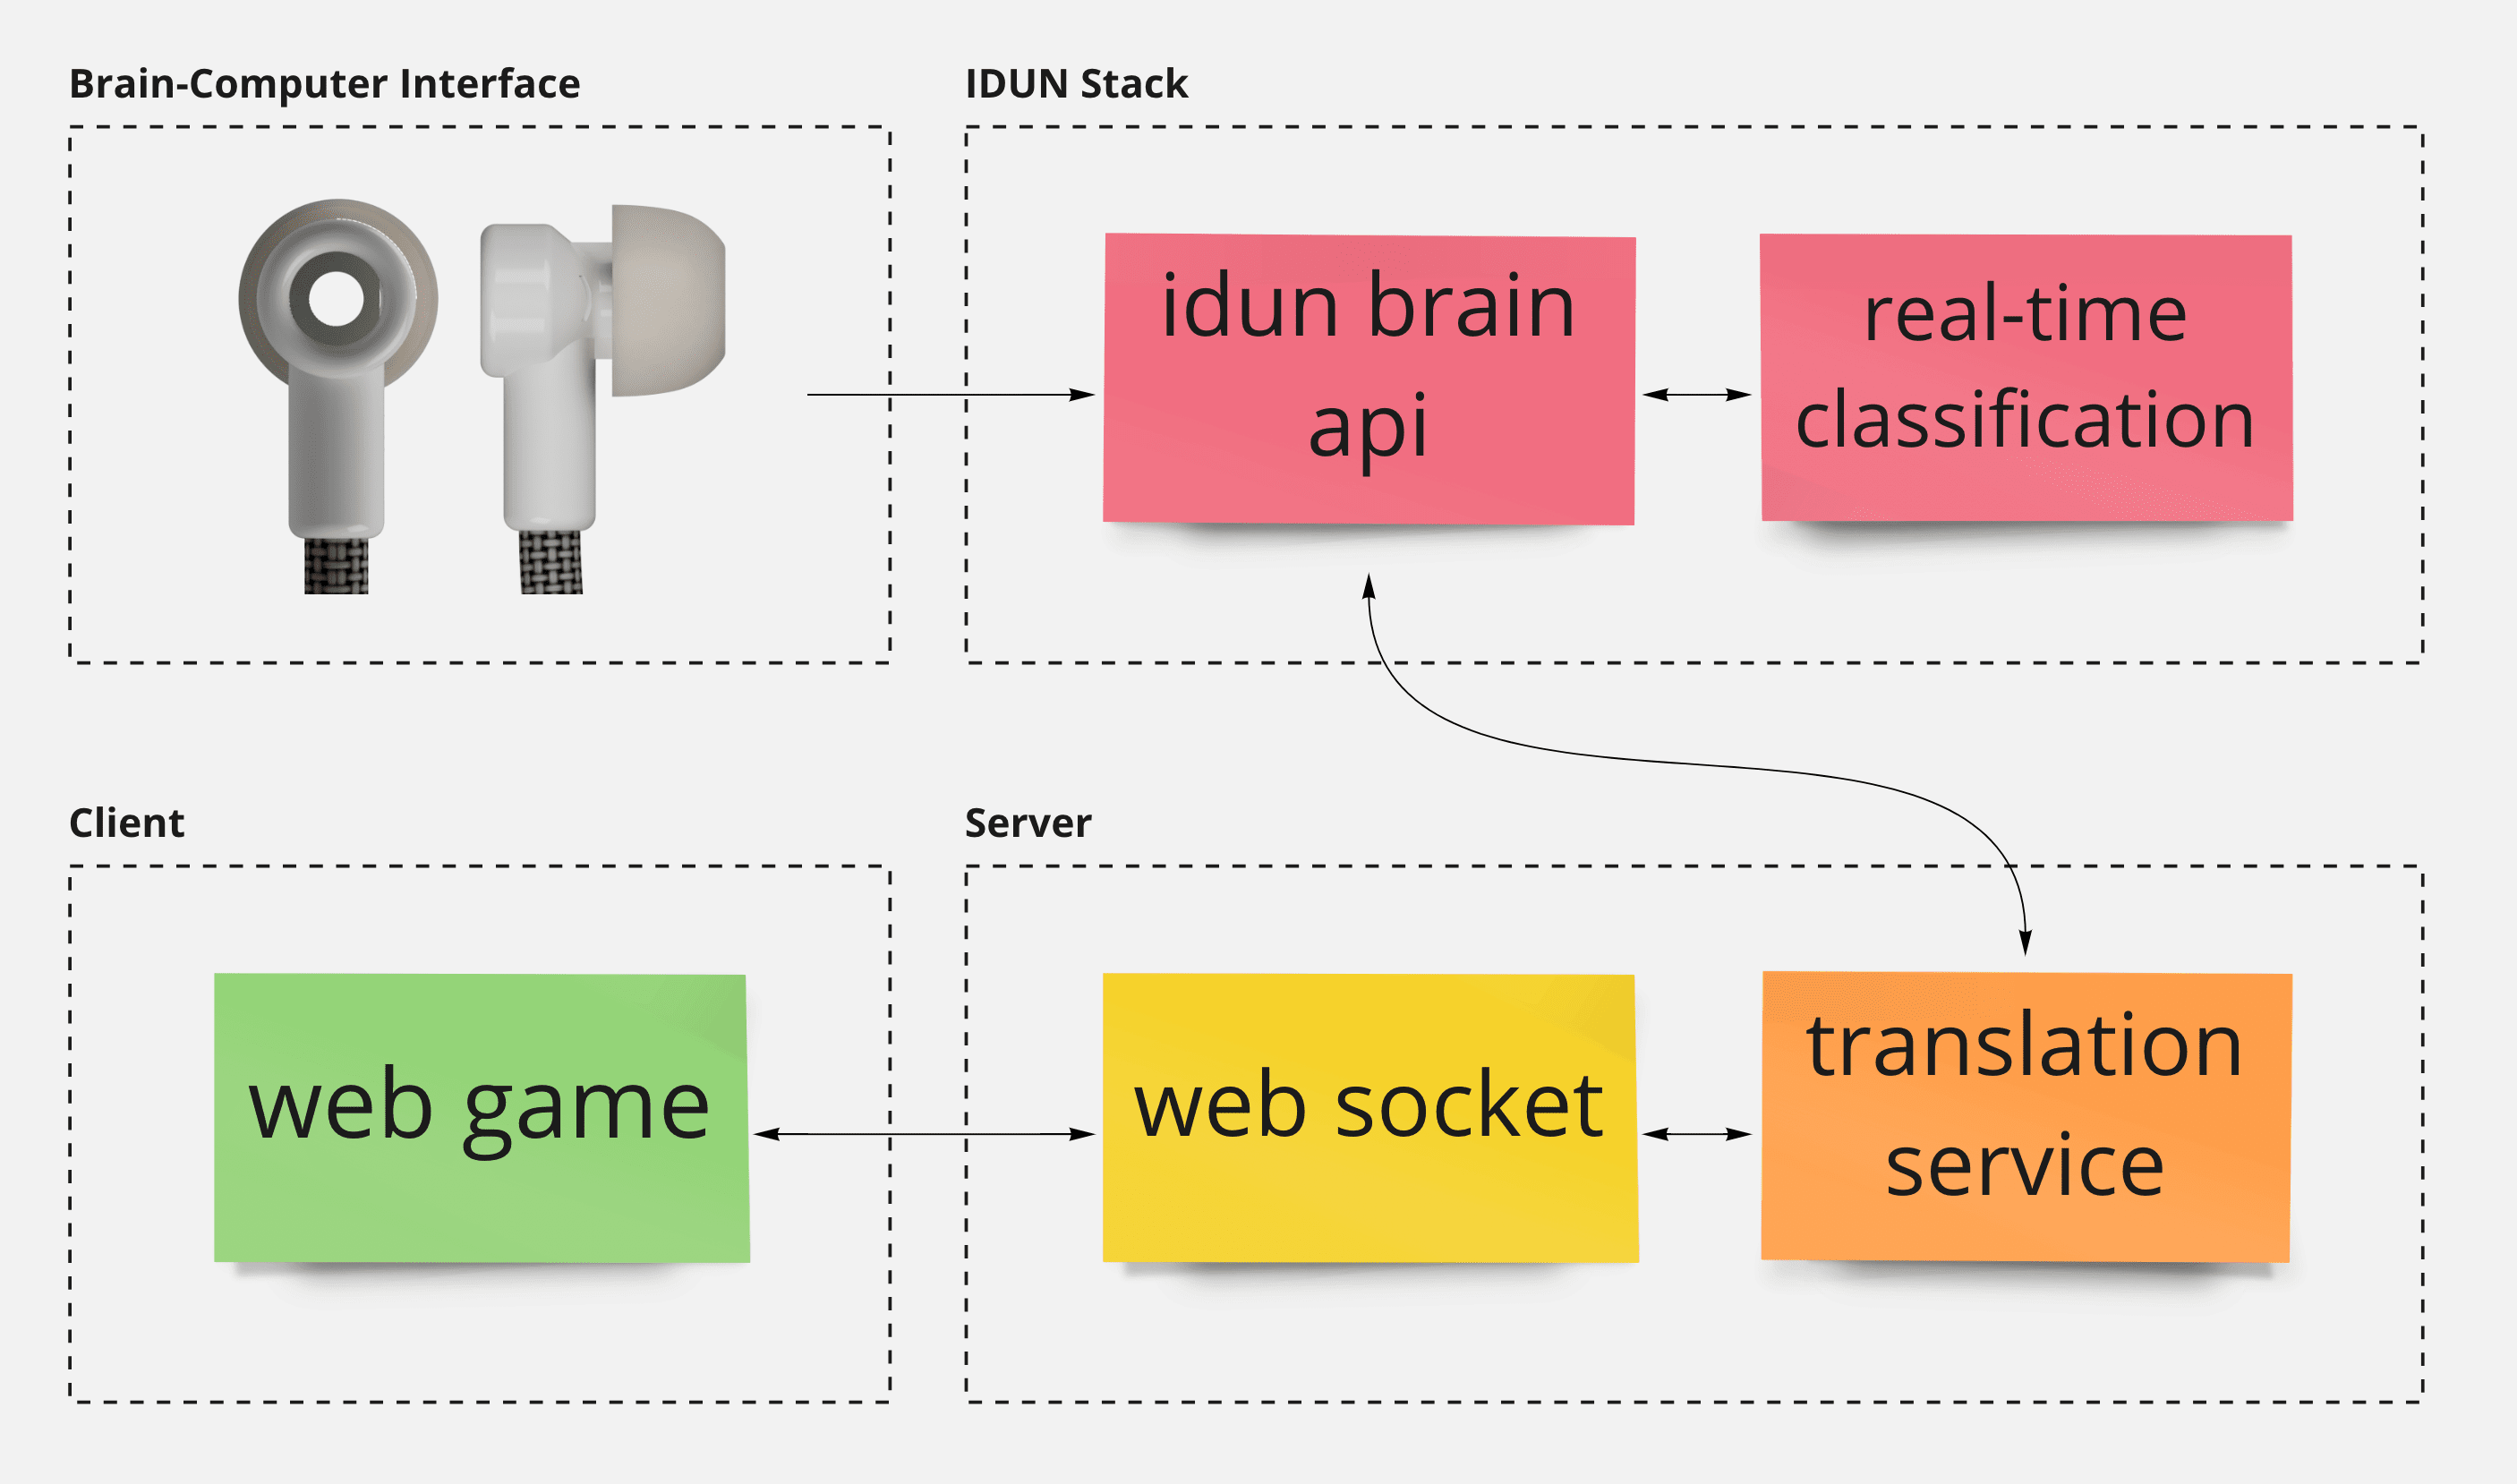 Brain-Computer Interface
IDUN Stack
idun brain
api
real-time
classification
Client
Server
web game
web socket
translation
service